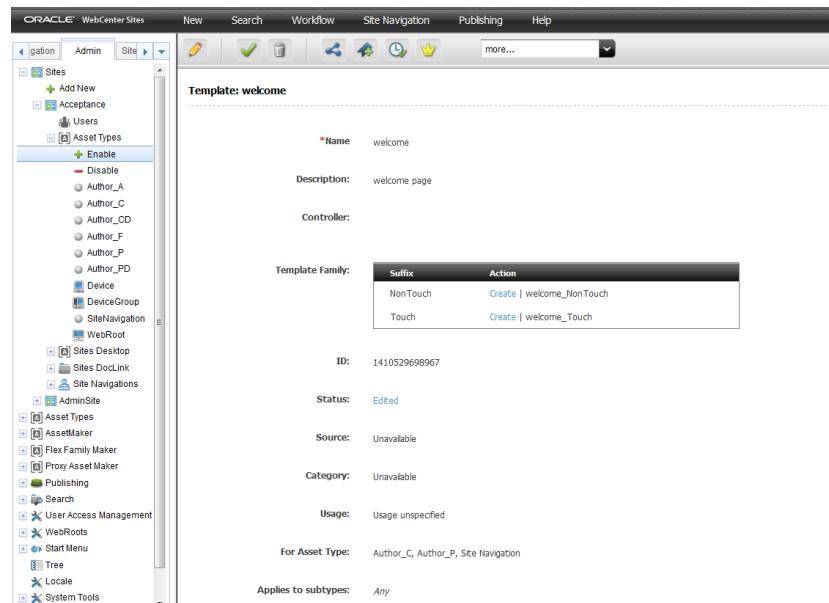 ORACLE WebCenter Sites New Search Workflow Site Navigation Publishing Help
gation Admin Site more...
Sites
Add New
Acceptance
Users
Asset Types
Enable
Disable
Author_A
Author_C
Author_CD
Author_F
Author_P
Author_PD
Device
DeviceGroup
SiteNavigation
WebRoot
Sites Desktop
Sites DocLink
Site Navigations
AdminSite
Asset Types
AssetMaker
Flex Family Maker
Proxy Asset Maker
Publishing
Search
User Access Management
WebRoots
Start Menu
Tree
Locale
System Tools
Template: welcome
*Name welcome
Description: welcome page
Controller:
Template Family: Suffix Action
NonTouch Create | welcome_NonTouch
Touch Create | welcome_Touch
ID: 1410529698967
Status: Edited
Source: Unavailable
Category: Unavailable
Usage: Usage unspecified
For Asset Type: Author_C, Author_P, Site Navigation
Applies to subtypes: Any